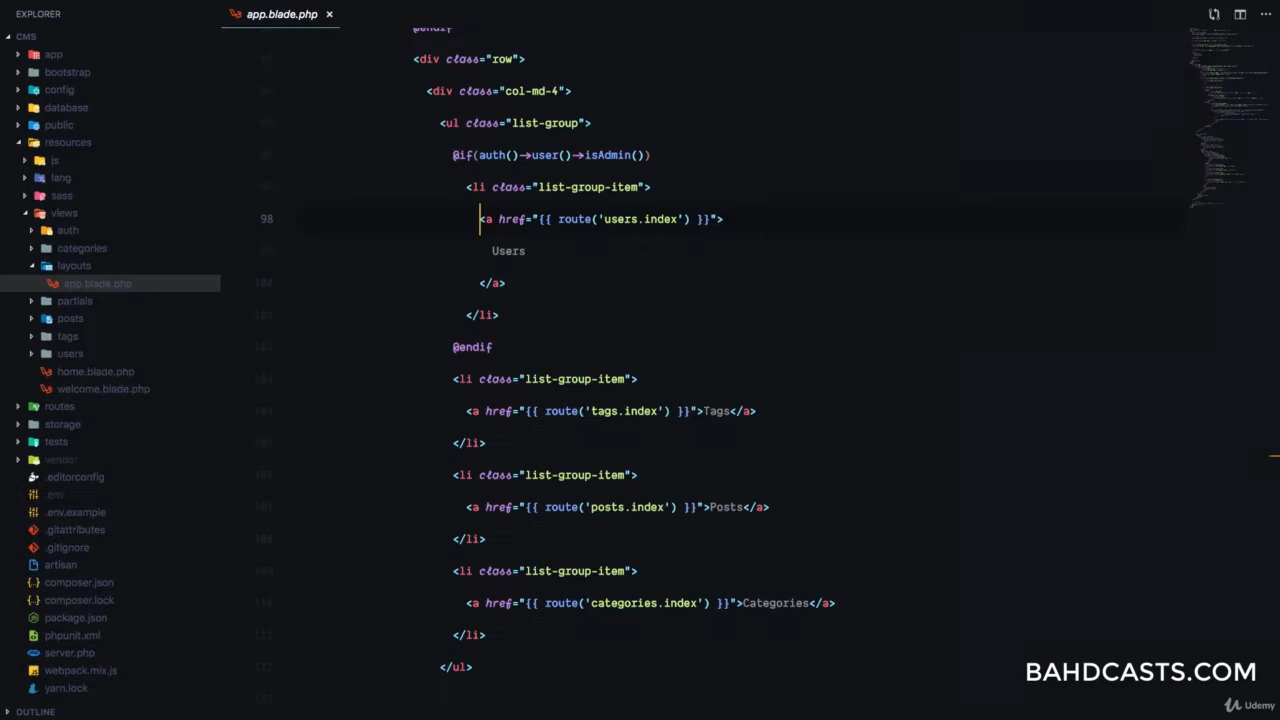 EXPLORER
app.blade.php ×
CMS
app
bootstrap
config
database
public
resources
js
lang
sass
views
auth
categories
layouts
app.blade.php
partials
posts
tags
users
home.blade.php
welcome.blade.php
routes
storage
tests
vendor
.editorconfig
.env
.env.example
.gitattributes
.gitignore
artisan
composer.json
composer.lock
package.json
phpunit.xml
server.php
webpack.mix.js
yarn.lock
OUTLINE
@endif
<div class="row">
<div class="col-md-4">
<ul class="list-group">
@if(auth()->user()->isAdmin())
<li class="list-group-item">
98 <a href="{{ route('users.index') }}">
Users
</a>
</li>
@endif
<li class="list-group-item">
<a href="{{ route('tags.index') }}">Tags</a>
</li>
<li class="list-group-item">
<a href="{{ route('posts.index') }}">Posts</a>
</li>
<li class="list-group-item">
<a href="{{ route('categories.index') }}">Categories</a>
</li>
</ul>
BAHDCASTS.COM
Udemy